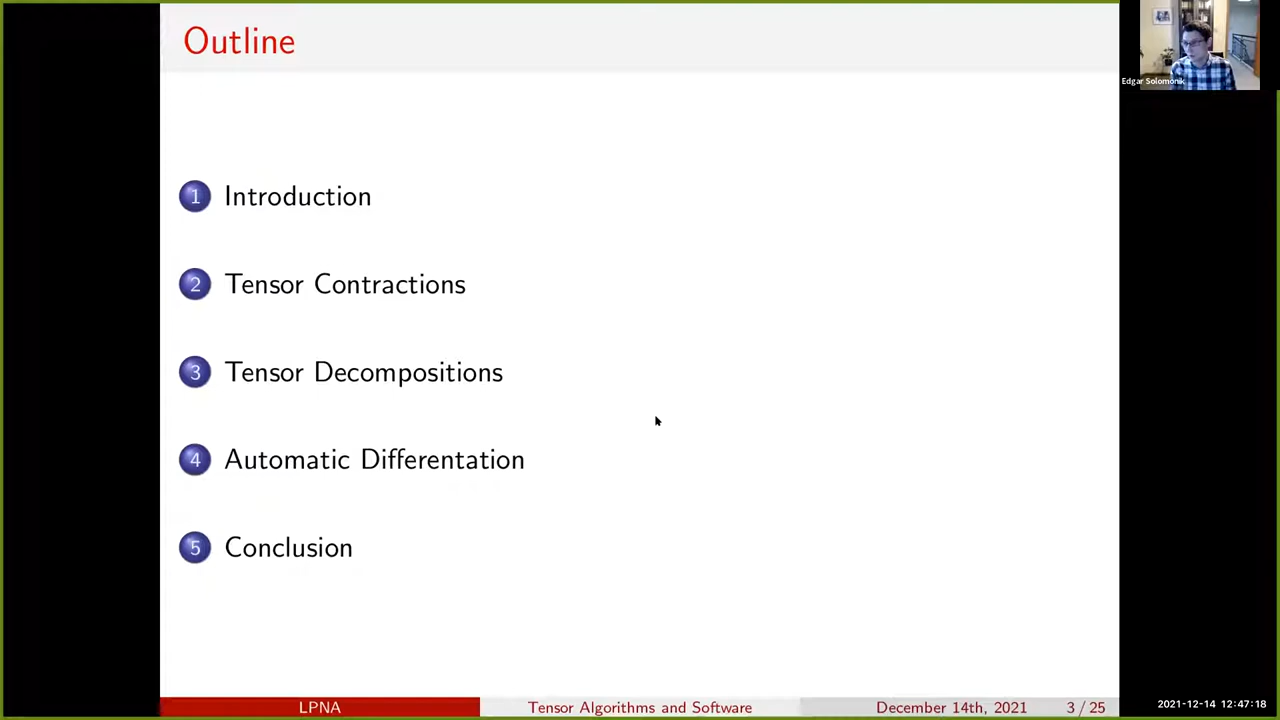 Outline
Edgar Solomonik
1 Introduction
2 Tensor Contractions
3 Tensor Decompositions
4 Automatic Differentation
5 Conclusion
LPNA Tensor Algorithms and Software December 14th, 2021 3 / 25
2021-12-14 12:47:18